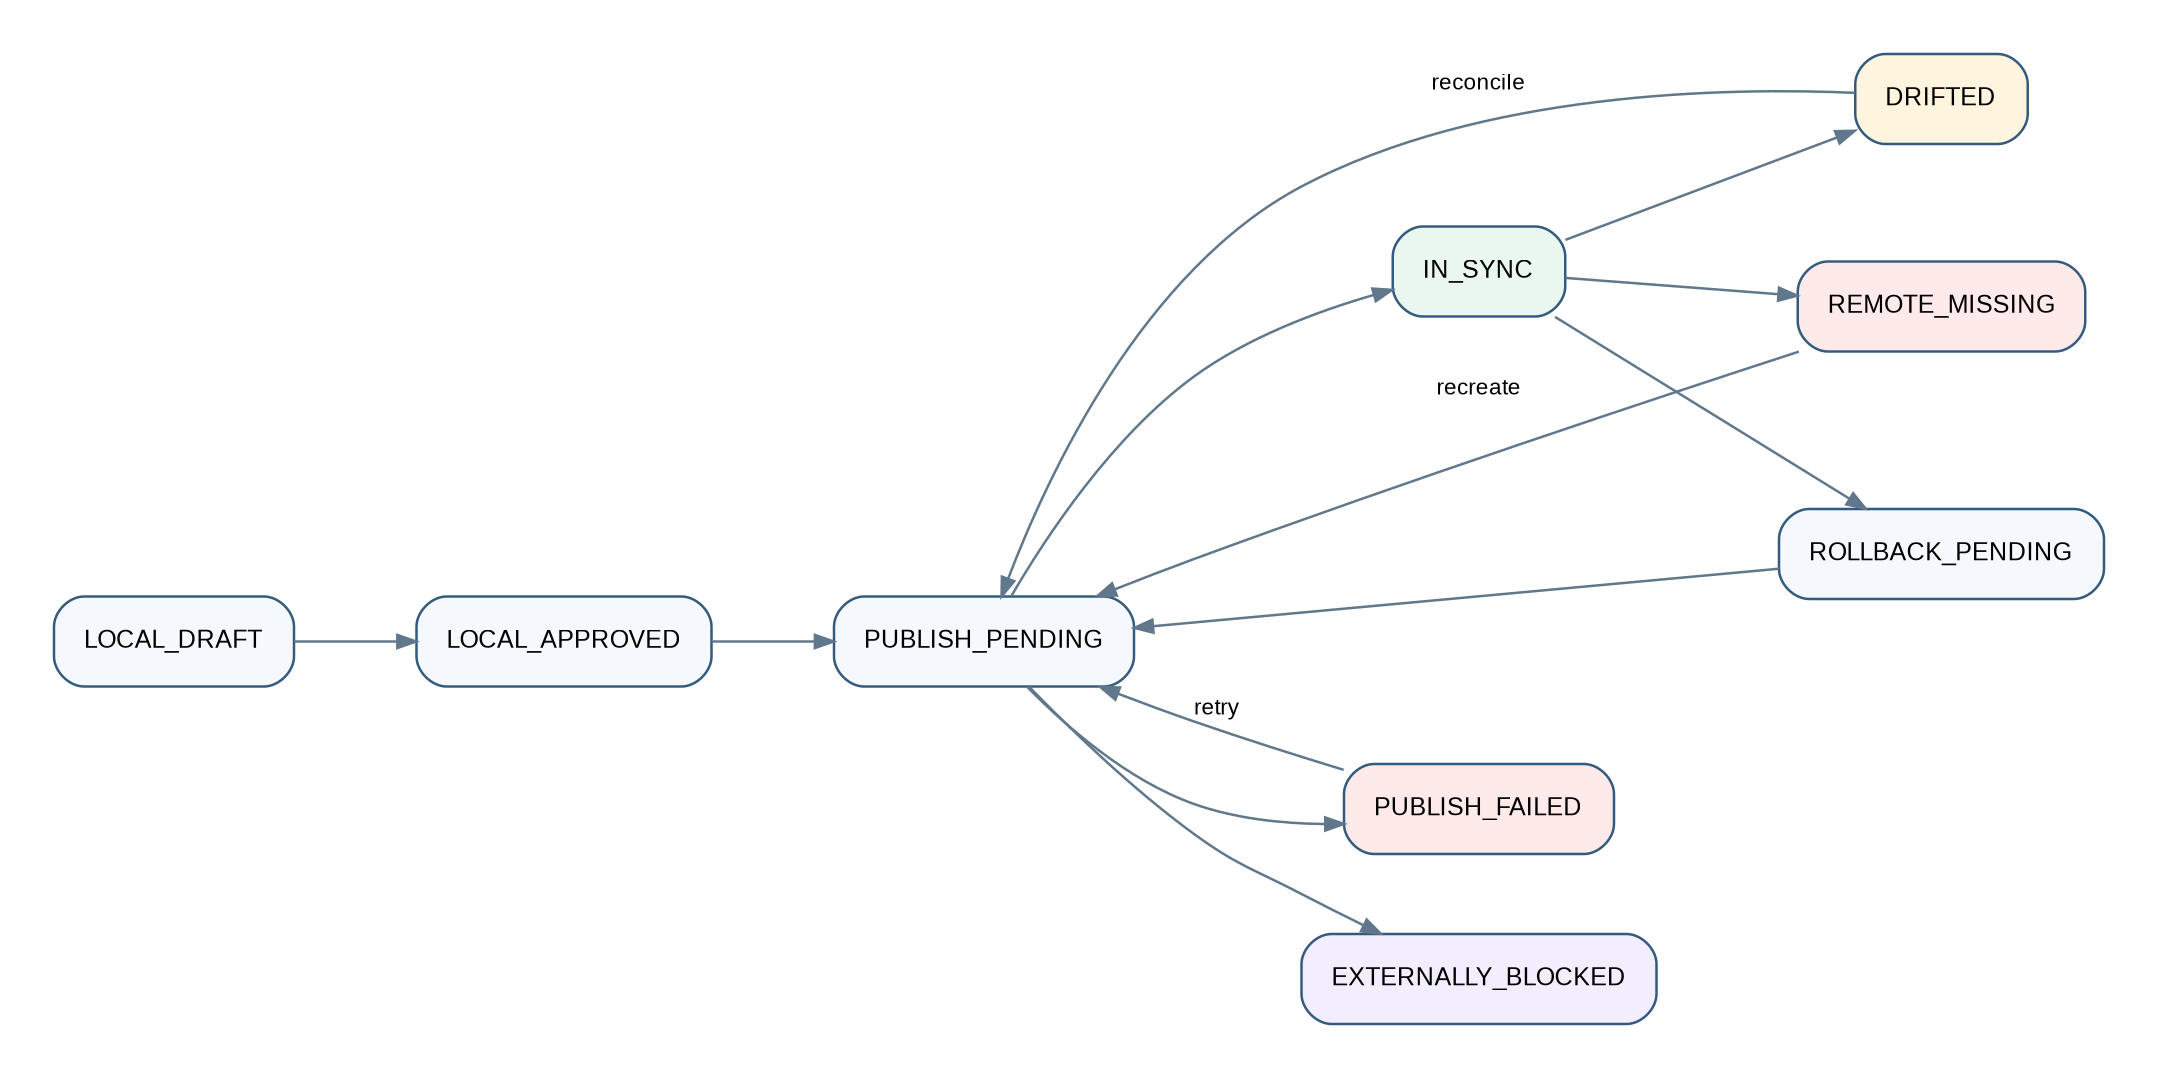 reconcile
DRIFTED
IN_SYNC
REMOTE_MISSING
recreate
ROLLBACK_PENDING
LOCAL_DRAFT
LOCAL_APPROVED
PUBLISH_PENDING
retry
PUBLISH_FAILED
EXTERNALLY_BLOCKED